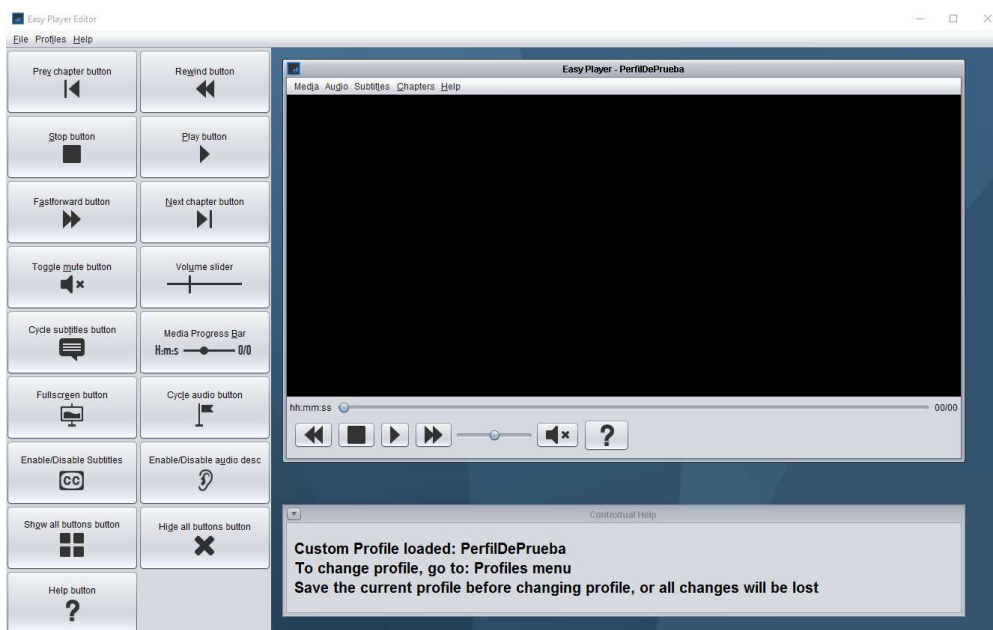 Easy Player Editor
File Profiles Help
Prev chapter button
Rewind button
Stop button
Play button
Fastforward button
Next chapter button
Toggle mute button
Volume slider
Cycle subtitles button
Media Progress Bar
H:m:s 0/0
Fullscreen button
Cycle audio button
Enable/Disable Subtitles
CC
Enable/Disable audio desc
Show all buttons button
Hide all buttons button
Help button
?
Easy Player - PerfilDePrueba
Media Audio Subtitles Chapters Help
hh:mm:ss 00/00
?
Contextual Help
Custom Profile loaded: PerfilDePrueba
To change profile, go to: Profiles menu
Save the current profile before changing profile, or all changes will be lost